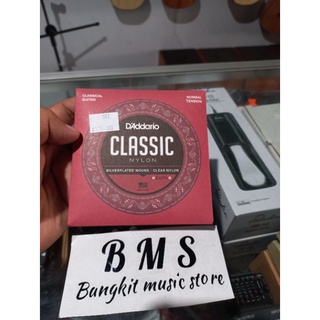 CLASSICAL
GUITAR
NORMAL
TENSION
D'Addario
CLASSIC
NYLON
SILVERPLATED WOUND / CLEAR NYLON
BMS
Bangkit music store